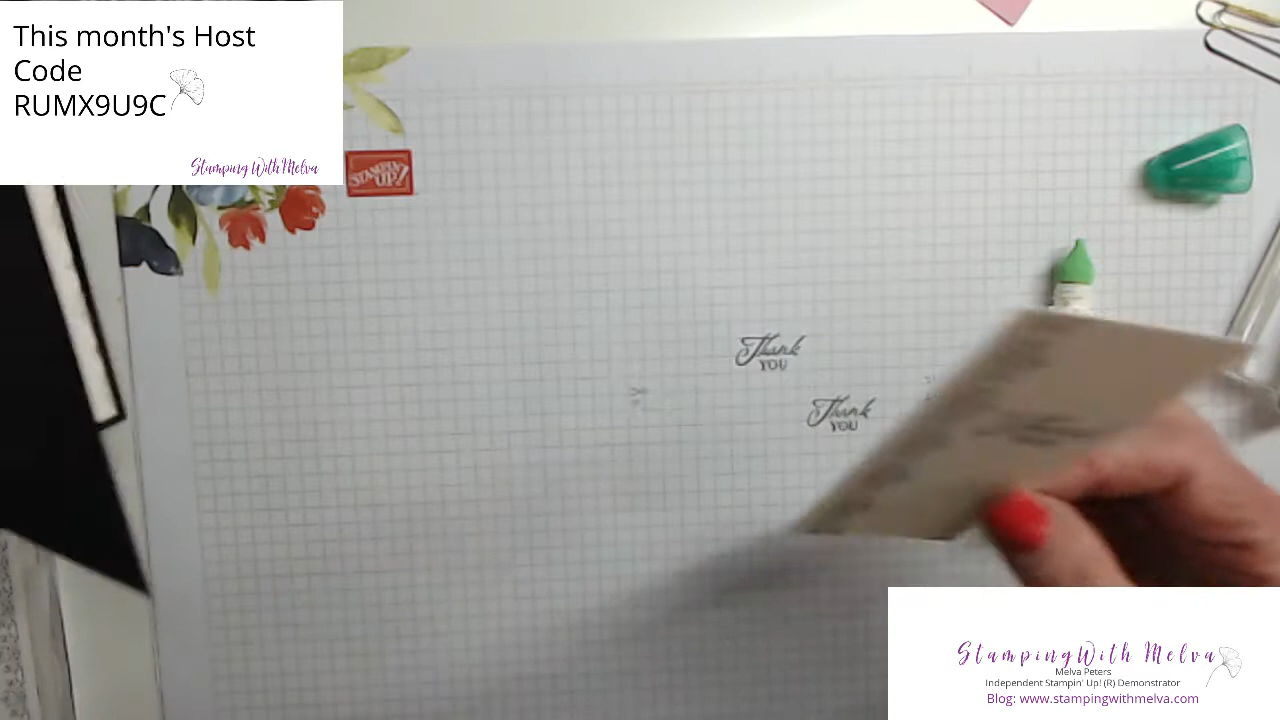 This month's Host
Code
RUMX9U9C
Stamping With Melva
STAMPIN' UP!
Thank
YOU
Thank
YOU
Stamping With Melva
Melva Peters
Independent Stampin' Up! (R) Demonstrator
Blog: www.stampingwithmelva.com